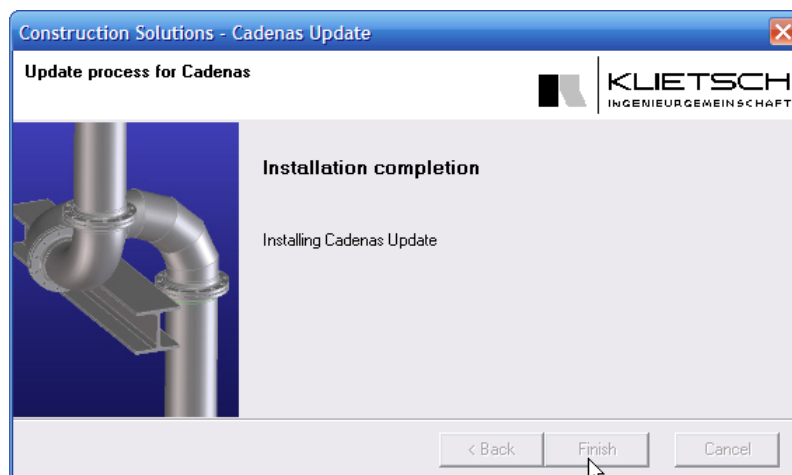 Construction Solutions - Cadenas Update
Update process for Cadenas
KLIETSCH
INGENIEURGEMEINSCHAFT
Installation completion
Installing Cadenas Update
< Back
Finish
Cancel